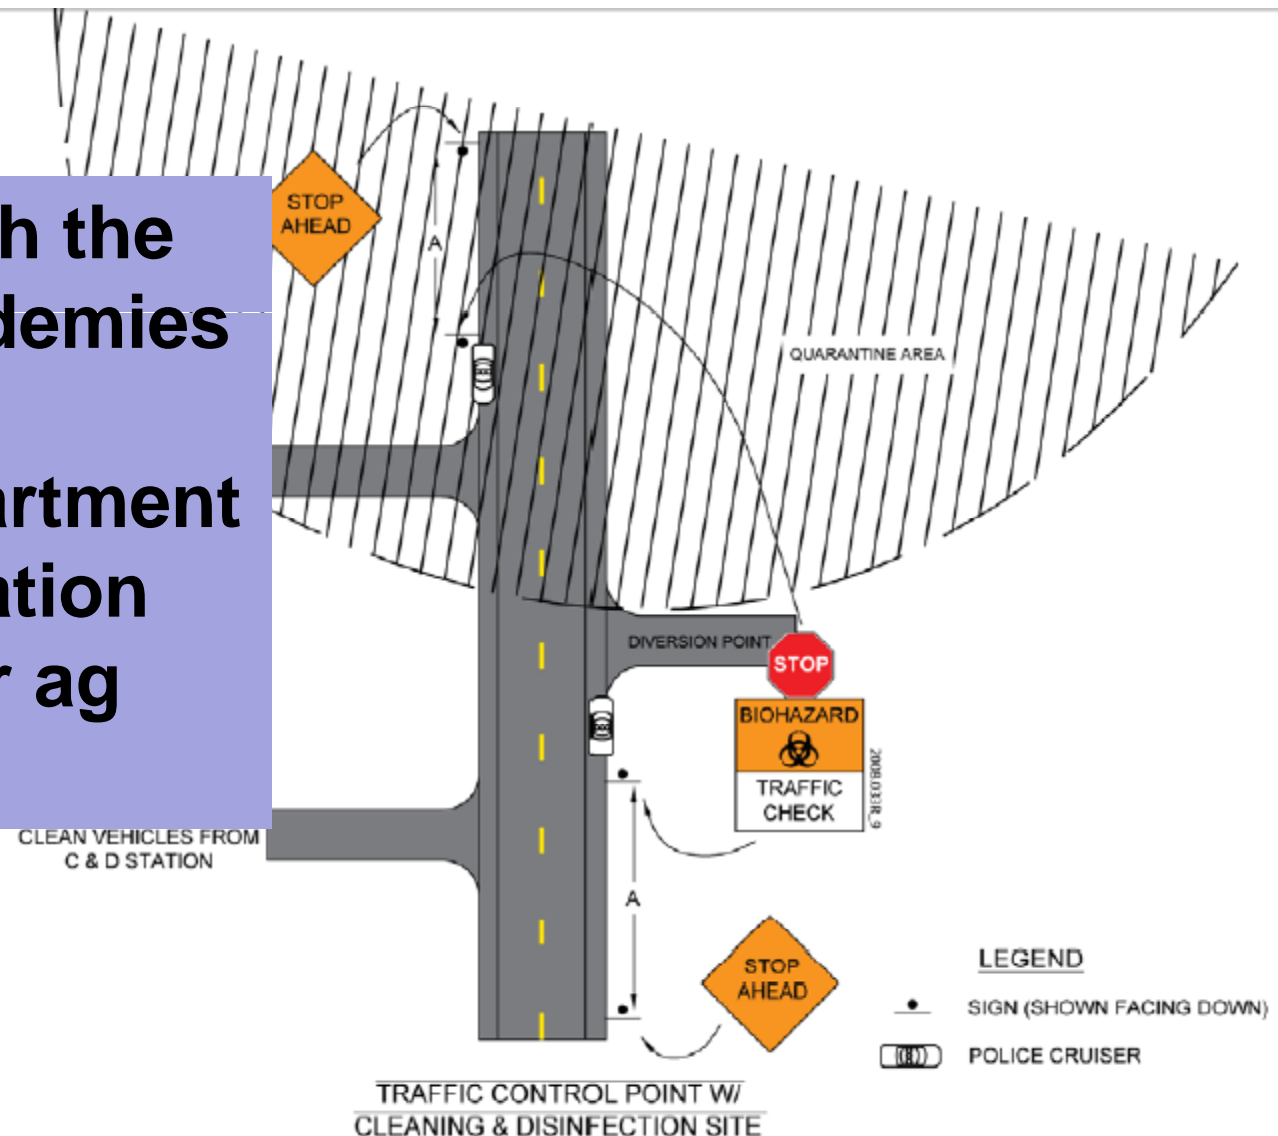 STOP
AHEAD
h the
demies
artment
ation
r ag
A
QUARANTINE AREA
DIVERSION POINT
STOP
BIOHAZARD
TRAFFIC
CHECK
2008.033R_9
CLEAN VEHICLES FROM
C & D STATION
A
STOP
AHEAD
LEGEND
SIGN (SHOWN FACING DOWN)
POLICE CRUISER
TRAFFIC CONTROL POINT W/
CLEANING & DISINFECTION SITE